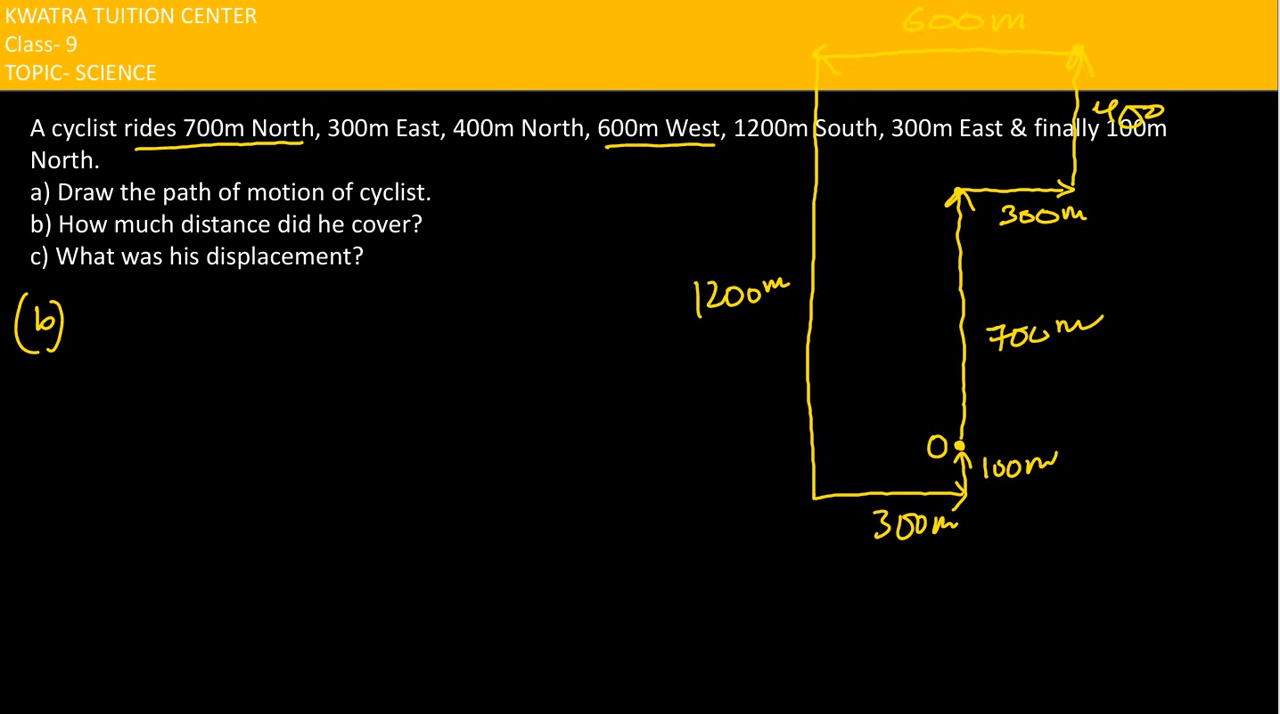 KWATRA TUITION CENTER
Class- 9
TOPIC- SCIENCE
600m
A cyclist rides 700m North, 300m East, 400m North, 600m West, 1200m South, 300m East & finally 100m
North.
a) Draw the path of motion of cyclist.
b) How much distance did he cover?
c) What was his displacement?
(b)
400
300m
1200m
700m
O
100m
300m